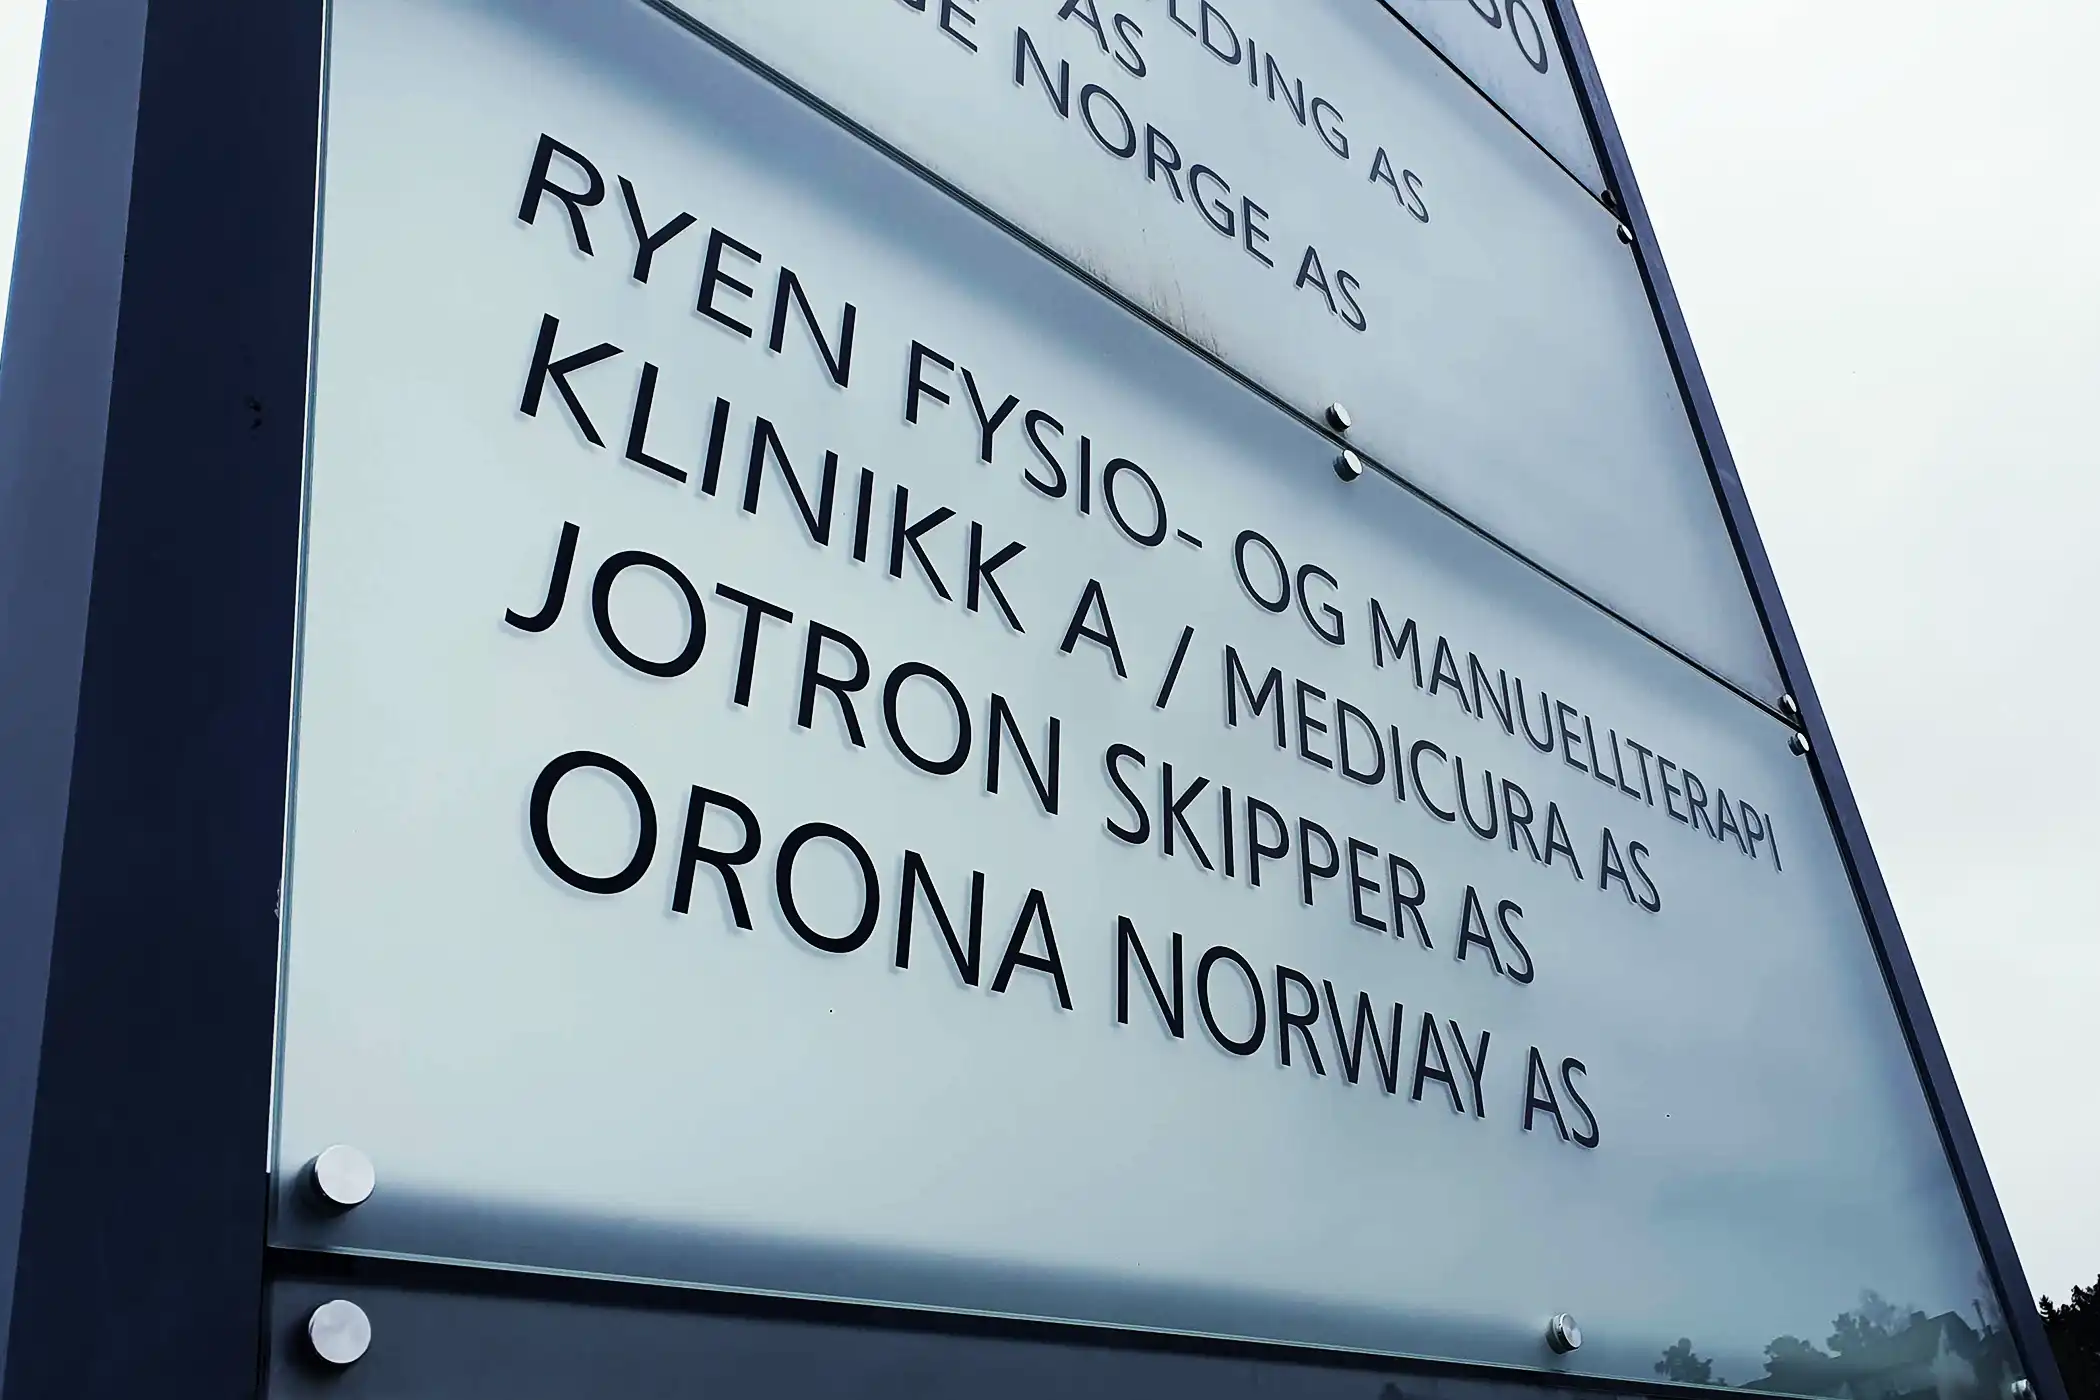 LDING AS
AS
NORGE AS
RYEN FYSIO- OG MANUELLTERAPI
KLINIKK A / MEDICURA AS
JOTRON SKIPPER AS
ORONA NORWAY AS